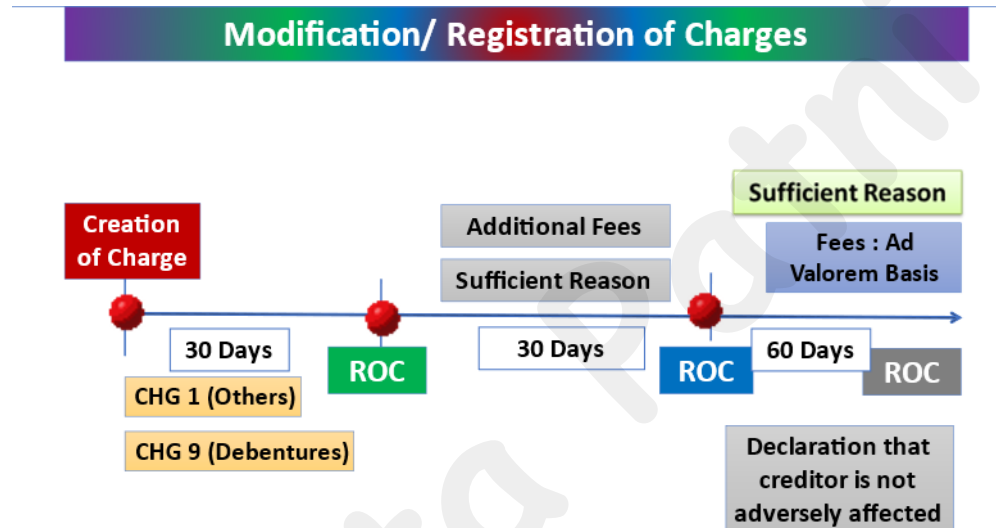 Modification/ Registration of Charges
Sufficient Reason
Creation
of Charge
Additional Fees
Fees : Ad
Valorem Basis
Sufficient Reason
30 Days
30 Days
60 Days
ROC
ROC
ROC
CHG 1 (Others)
CHG 9 (Debentures)
Declaration that
creditor is not
adversely affected